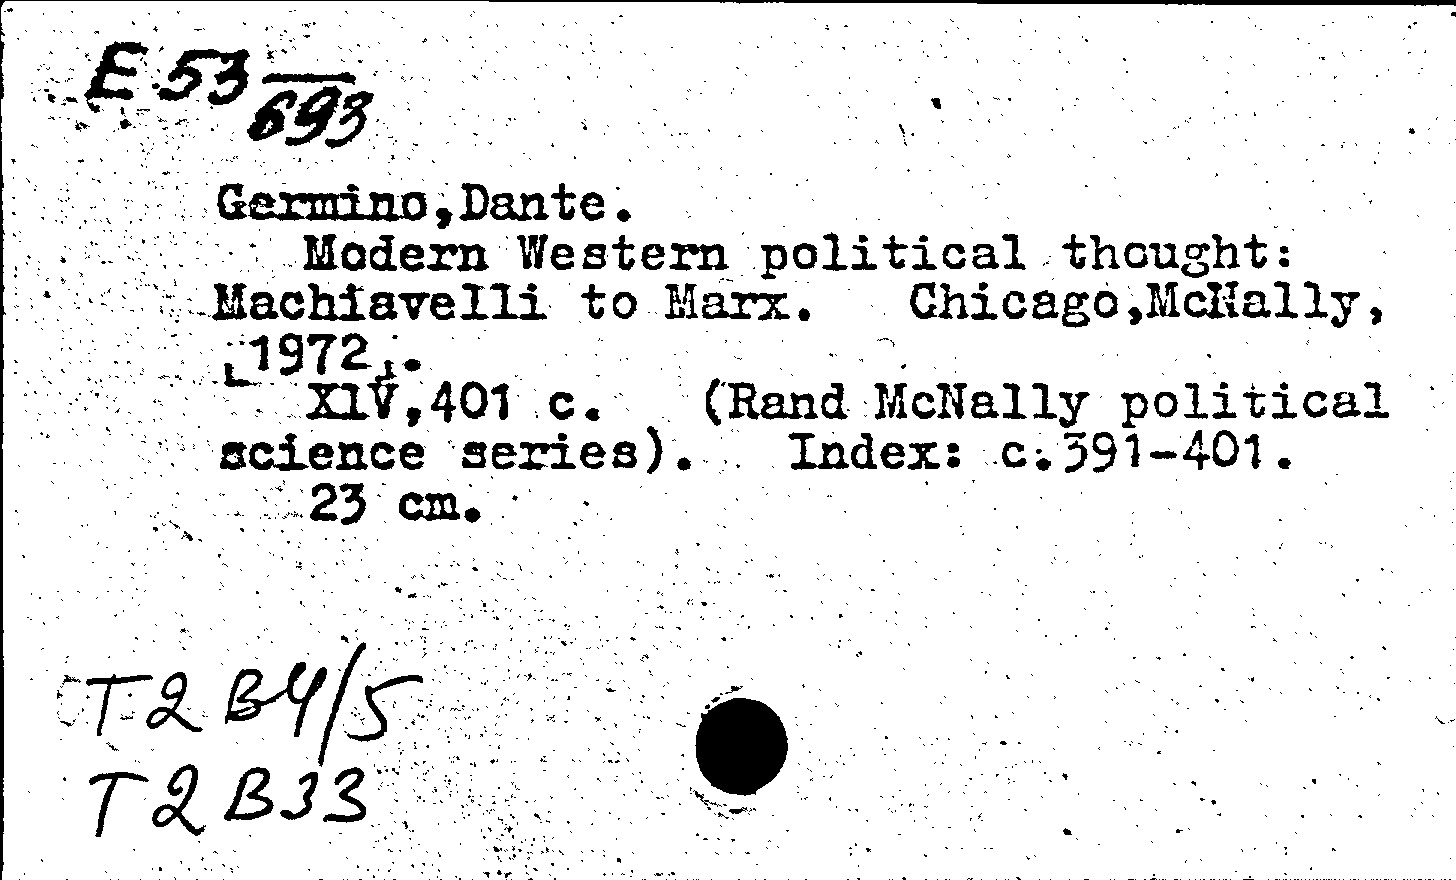 E 53
693
Germino,Dante.
Modern Western political thought:
Machiavelli to Marx. Chicago,McNally,
[1972].
XlV,401 c. (Rand McNally political
science series). Index: c.391-401.
23 cm.
T2 B4/5
T2 B33